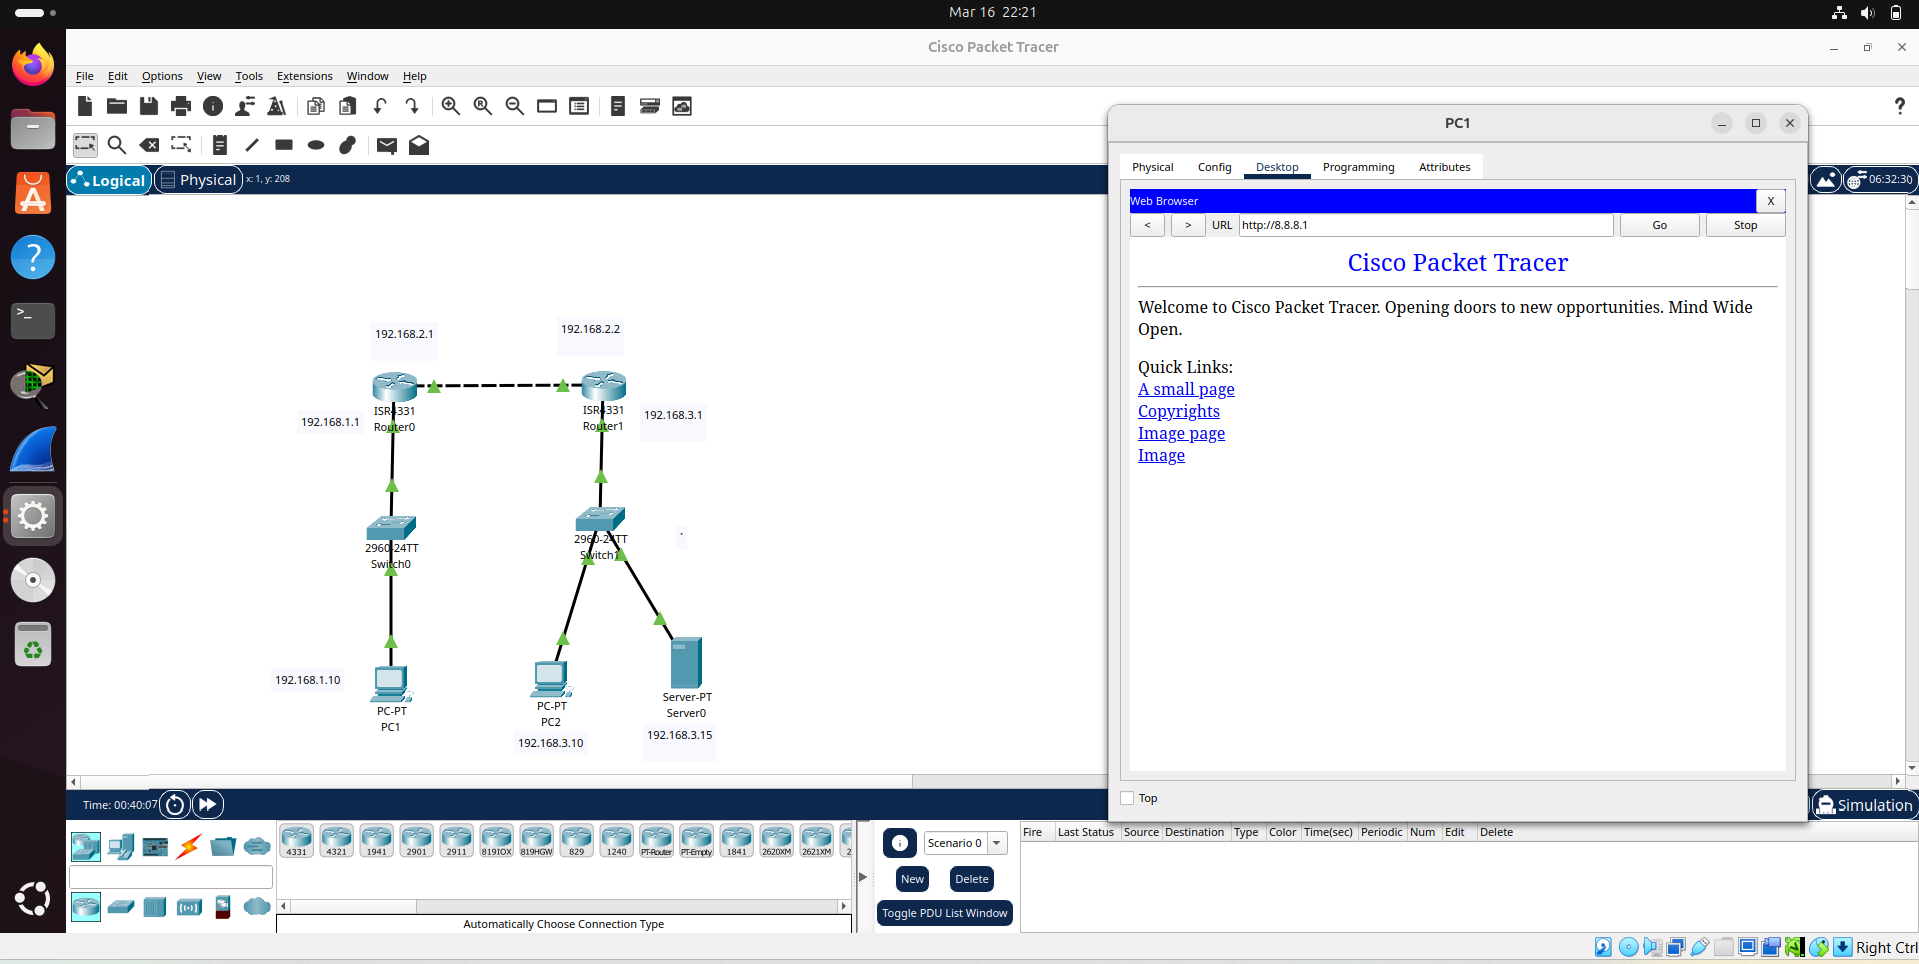 Mar 16 22:21
Cisco Packet Tracer
File Edit Options View Tools Extensions Window Help
Logical Physical x: 1, y: 208
06:32:30
PC1
Physical Config Desktop Programming Attributes
Web Browser X
< > URL http://8.8.8.1 Go Stop
Cisco Packet Tracer
Welcome to Cisco Packet Tracer. Opening doors to new opportunities. Mind Wide
Open.
Quick Links:
A small page
Copyrights
Image page
Image
Top
192.168.2.1
192.168.2.2
ISR4331
Router0
ISR4331
Router1
192.168.1.1
192.168.3.1
2960-24TT
Switch0
2960-24TT
Switch1
`
192.168.1.10
PC-PT
PC1
PC-PT
PC2
192.168.3.10
Server-PT
Server0
192.168.3.15
Time: 00:40:07
Simulation
4331 4321 1941 2901 2911 819IOX 819HGW 829 1240 PT-Router PT-Empty 1841 2620XM 2621XM 2
Automatically Choose Connection Type
Scenario 0
New Delete
Toggle PDU List Window
Fire Last Status Source Destination Type Color Time(sec) Periodic Num Edit Delete
Right Ctrl